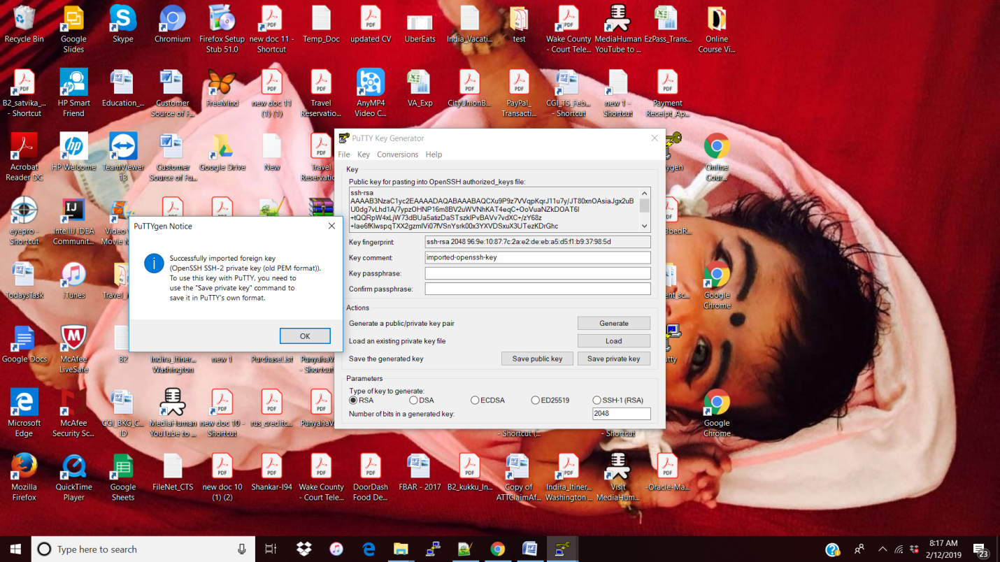 Recycle Bin
Google
Slides
Skype
Chromium
Firefox Setup
Stub 51.0
new doc 11 -
Shortcut
Temp_Doc
updated CV
UberEats
India_Vacati...
test
Wake County
- Court Tele...
MediaHuman
YouTube to ...
EzPass_Trans...
Online
Course Vi...
B2_satvika_...
- Shortcut
HP Smart
Friend
Education_...
Customer
Source of F...
FreeMind
new doc 11
(1) (1)
Travel
Reservatio...
AnyMP4
Video C...
VA_Exp
CityUnionB...
PayPal_
Transacti...
CGI_TS_Feb...
- Shortcut
new 1 -
Shortcut
Payment
Receipt_Ap...
Acrobat
Reader DC
HP Welcome
TeamViewer
13
Customer
Source of Fu...
Google Drive
New
Travel
Reservatio
Online
Cour...
PuTTY Key Generator
File Key Conversions Help
Key
Public key for pasting into OpenSSH authorized_keys file:
ssh-rsa
AAAAB3NzaC1yc2EAAAADAQABAAABAQCXu9P9z7VVqpKqrJ11u7y/JT80xnOAsiaJgx2uB
U0dg7vLhd1A/7ypzOHNP16m8BV2uWVNhKAT4eqC+OoVuaNZkDOAT6I
+tQQRpW4xLjW73dBUa5atizDaSTszklPvBAVv7vdXC+/zY68z
+Iae6fKlwspqTXX2gzmlVi07fVSnYsrk00x3YXVDSxuX3UTezKDrGhc
Key fingerprint:
ssh-rsa 2048 96:9e:10:87:7c:2a:e2:de:eb:a5:d5:f1:b9:37:98:5d
Key comment:
imported-openssh-key
Key passphrase:
Confirm passphrase:
Actions
Generate a public/private key pair
Generate
Load an existing private key file
Load
Save the generated key
Save public key
Save private key
Parameters
Type of key to generate:
RSA DSA ECDSA ED25519 SSH-1 (RSA)
Number of bits in a generated key:
2048
PuTTYgen Notice
Successfully imported foreign key
(OpenSSH SSH-2 private key (old PEM format)).
To use this key with PuTTY, you need to
use the "Save private key" command to
save it in PuTTY's own format.
OK
eyepro -
Shortcut
IntelliJ IDEA
Communit...
Video
Movie M
TodaysTask
iTunes
Travel_
Google
Chrome
Google Docs
McAfee
LiveSafe
B2
Indira_Itiner...
Washington
new 1
PurchaseList
PunyahaV
- Shortcut
Microsoft
Edge
McAfee
Security Sc...
CGI_BKG_C...
ID
MediaHuman
YouTube to ...
new doc 10 -
Shortcut
rus_creditc...
PunyahaV
- Shortcut (...
- Shortcut
Google
Chrome
Mozilla
Firefox
QuickTime
Player
Google
Sheets
FileNet_CTS
new doc 10
(1) (2)
Shankar-I94
Wake County
- Court Tele...
DoorDash
Food De...
FBAR - 2017
B2_kukku_In...
Copy of
ATTClaimAf...
Indira_Itiner...
Washington ...
Visit
MediaHum...
-Oracle-Ma...
Type here to search
8:17 AM
2/12/2019
23